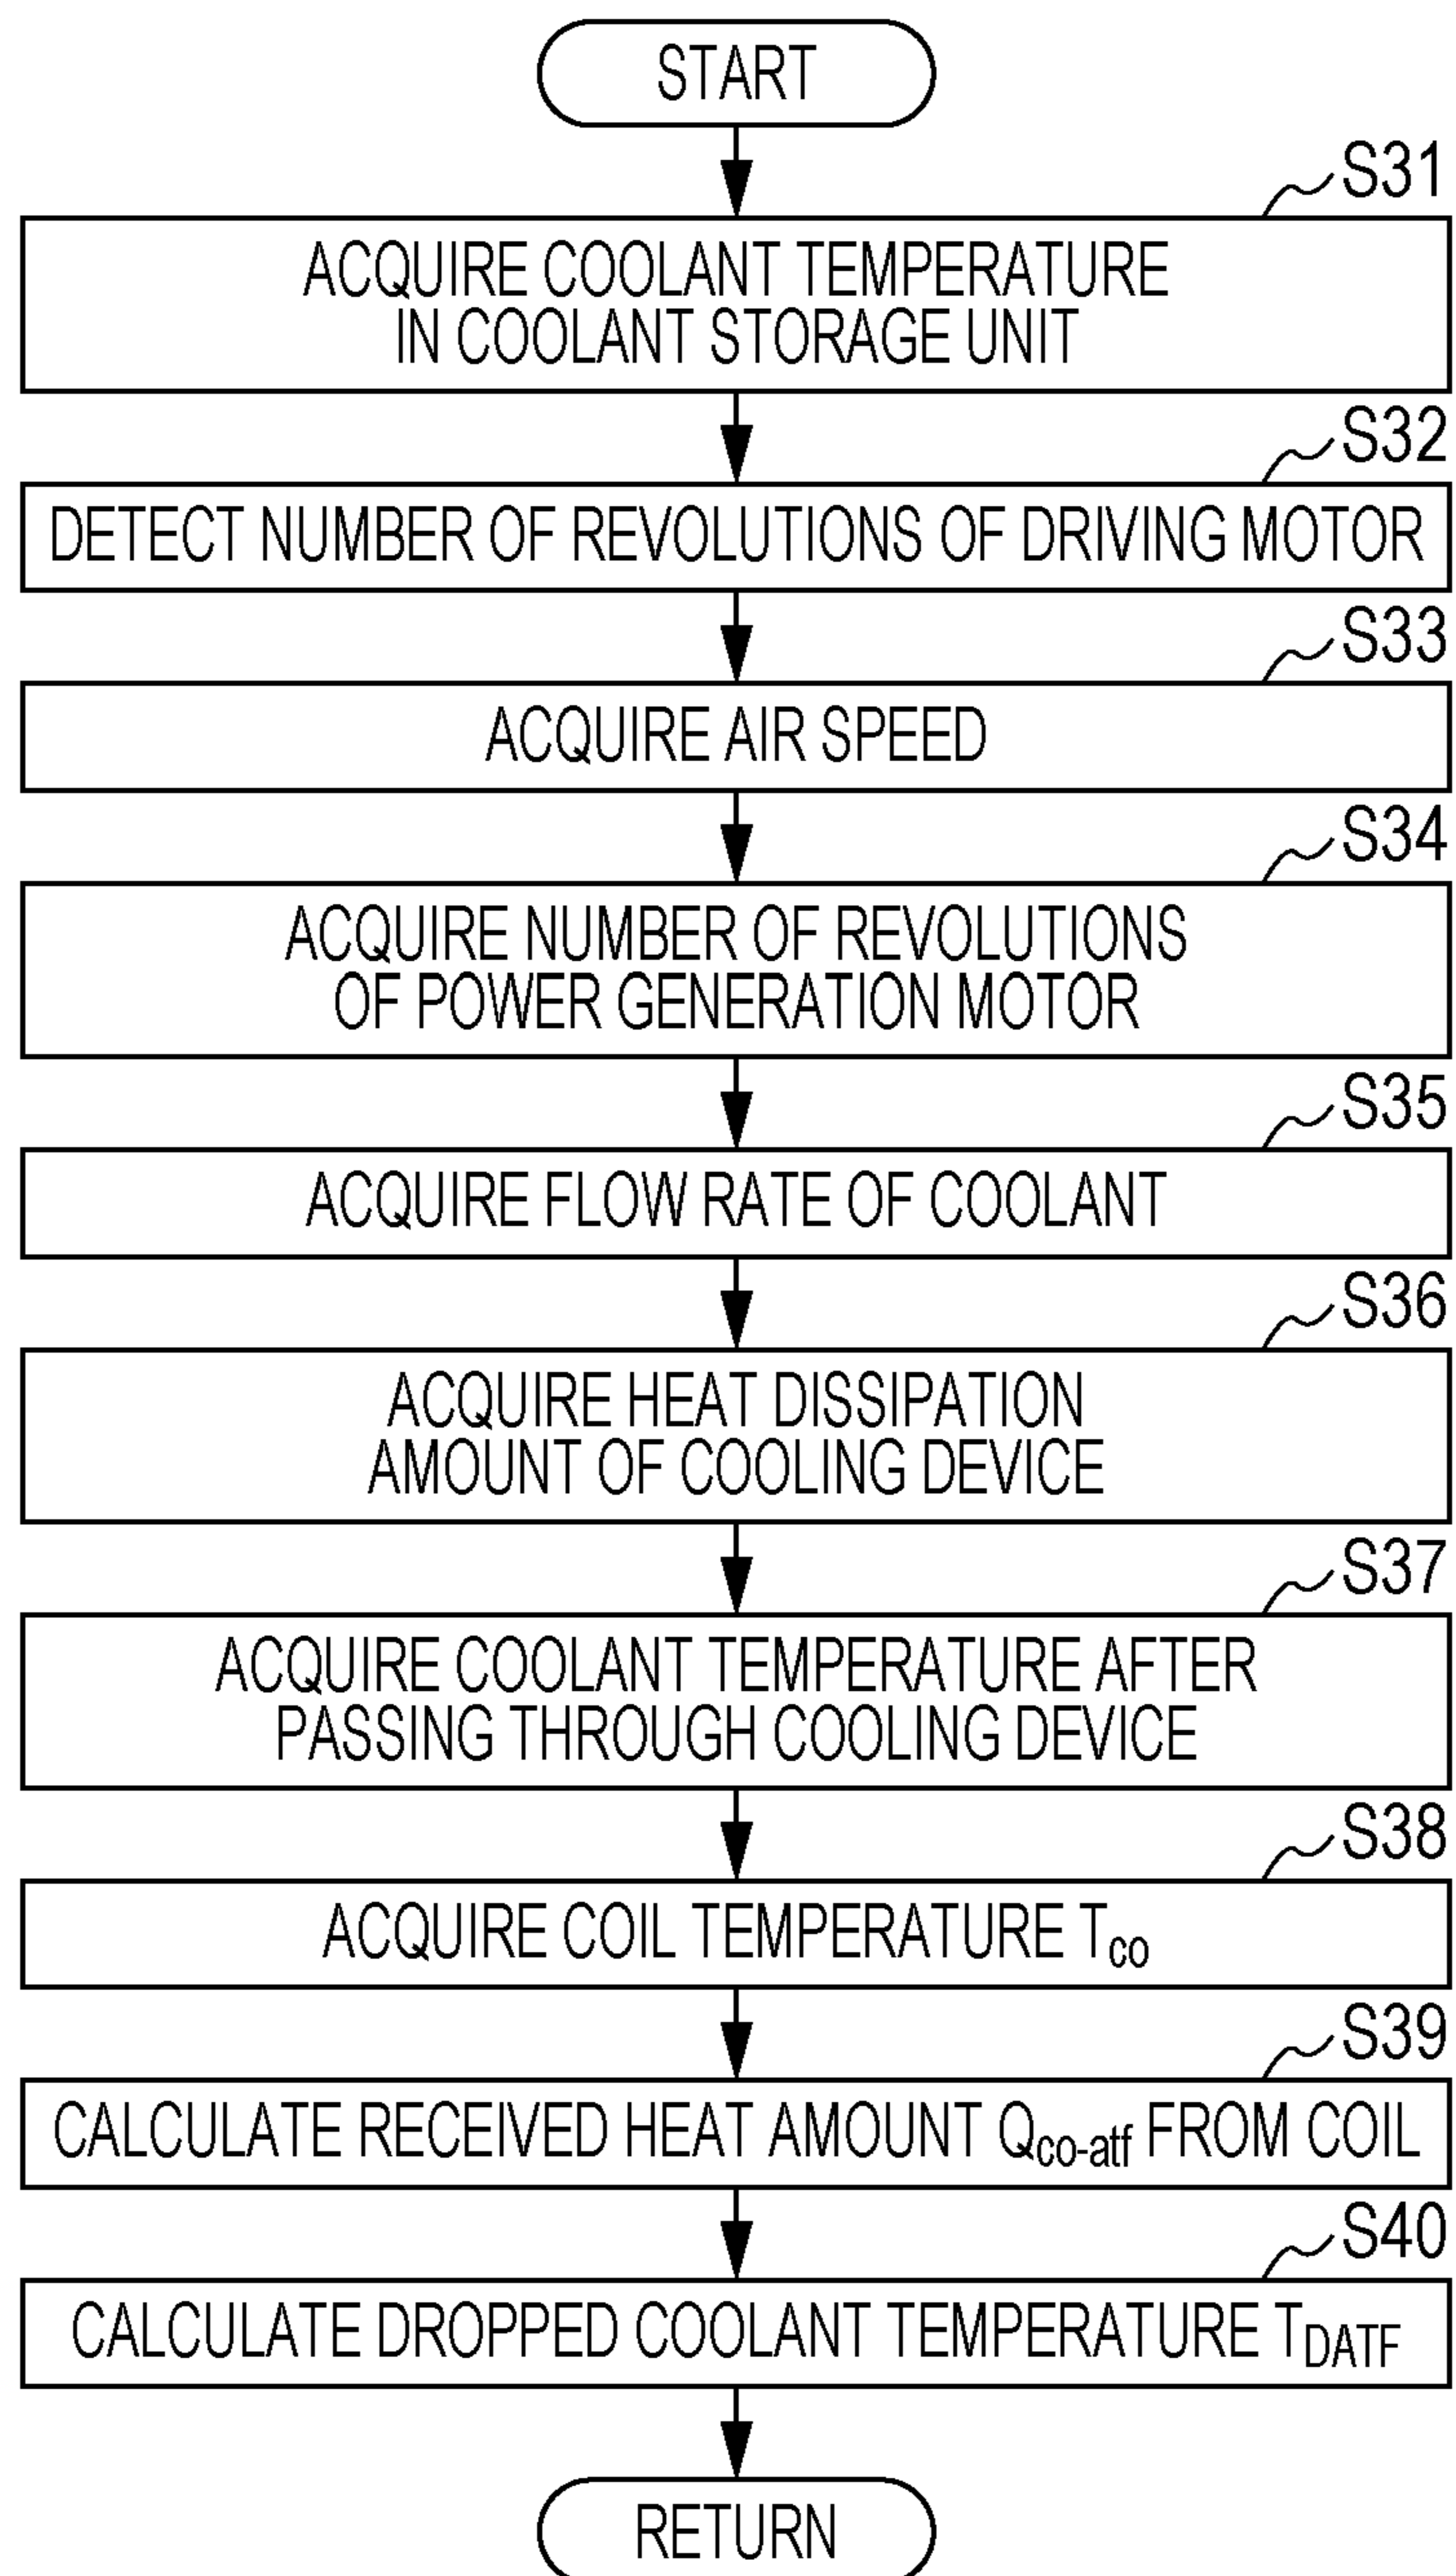 START
S31
ACQUIRE COOLANT TEMPERATURE
IN COOLANT STORAGE UNIT
S32
DETECT NUMBER OF REVOLUTIONS OF DRIVING MOTOR
S33
ACQUIRE AIR SPEED
S34
ACQUIRE NUMBER OF REVOLUTIONS
OF POWER GENERATION MOTOR
S35
ACQUIRE FLOW RATE OF COOLANT
S36
ACQUIRE HEAT DISSIPATION
AMOUNT OF COOLING DEVICE
S37
ACQUIRE COOLANT TEMPERATURE AFTER
PASSING THROUGH COOLING DEVICE
S38
ACQUIRE COIL TEMPERATURE Tco
S39
CALCULATE RECEIVED HEAT AMOUNT Qco-atf FROM COIL
S40
CALCULATE DROPPED COOLANT TEMPERATURE TDATF
RETURN